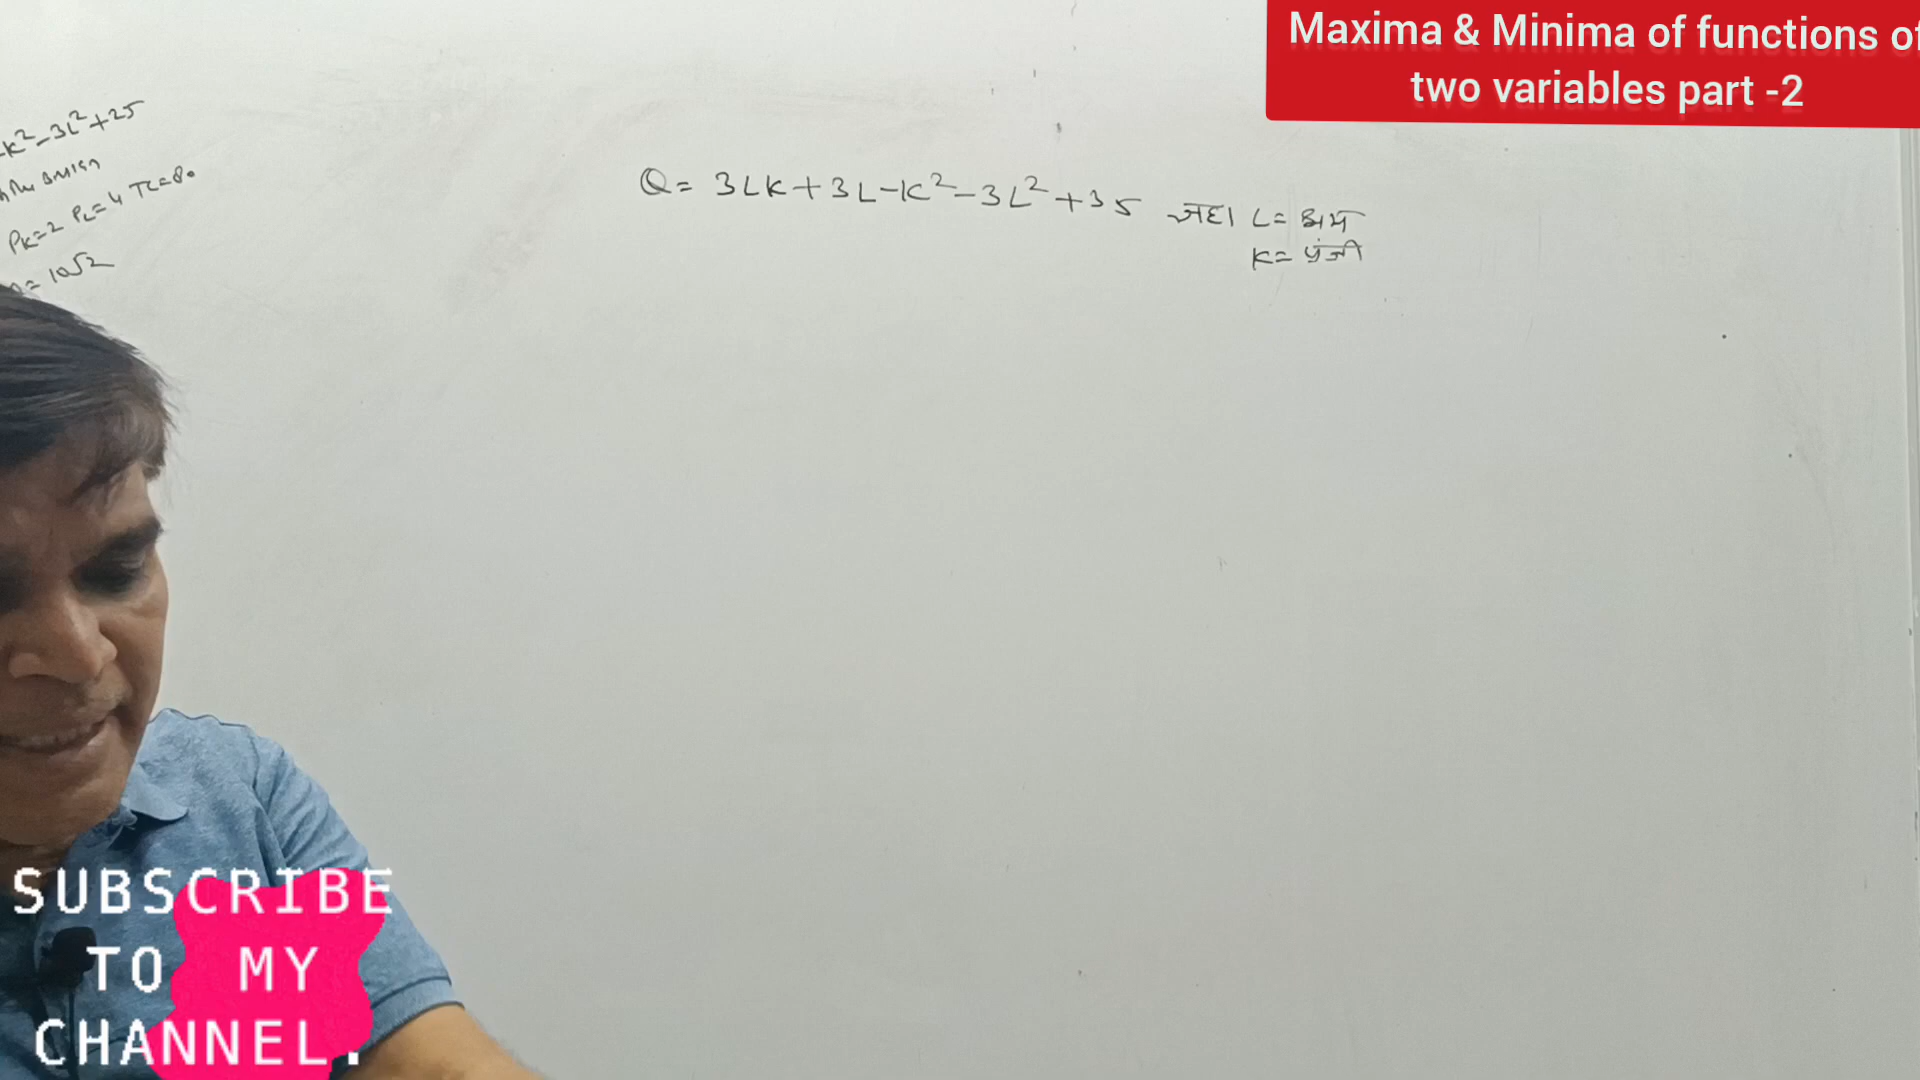 Maxima & Minima of functions of
two variables part -2
K²-3L²+25
PK=2 PL=4 TC=80
= 10√2
Q= 3LK+3L-K²-3L²+35 जहां L= श्रम
K= पूंजी
SUBSCRIBE
TO MY
CHANNEL.